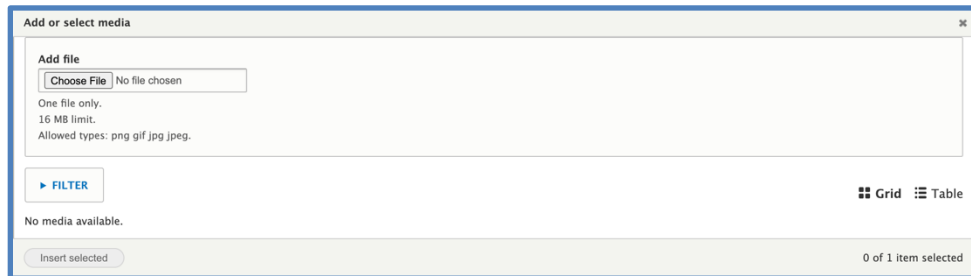 Add or select media
Add file
Choose File No file chosen
One file only.
16 MB limit.
Allowed types: png gif jpg jpeg.
FILTER
Grid Table
No media available.
Insert selected 0 of 1 item selected